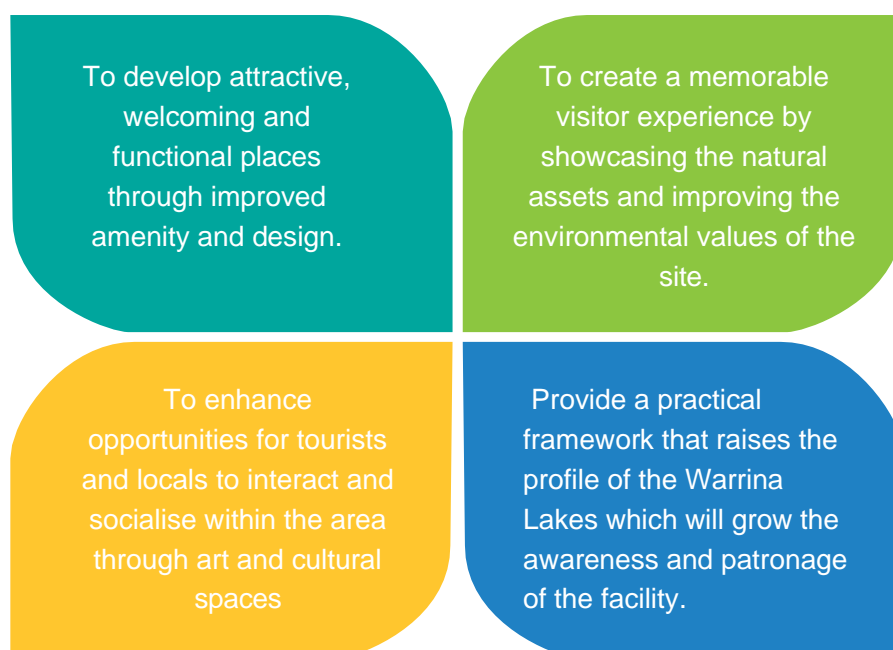 To develop attractive,
welcoming and
functional places
through improved
amenity and design.
To create a memorable
visitor experience by
showcasing the natural
assets and improving the
environmental values of the
site.
To enhance
opportunities for tourists
and locals to interact and
socialise within the area
through art and cultural
spaces
Provide a practical
framework that raises the
profile of the Warrina
Lakes which will grow the
awareness and patronage
of the facility.